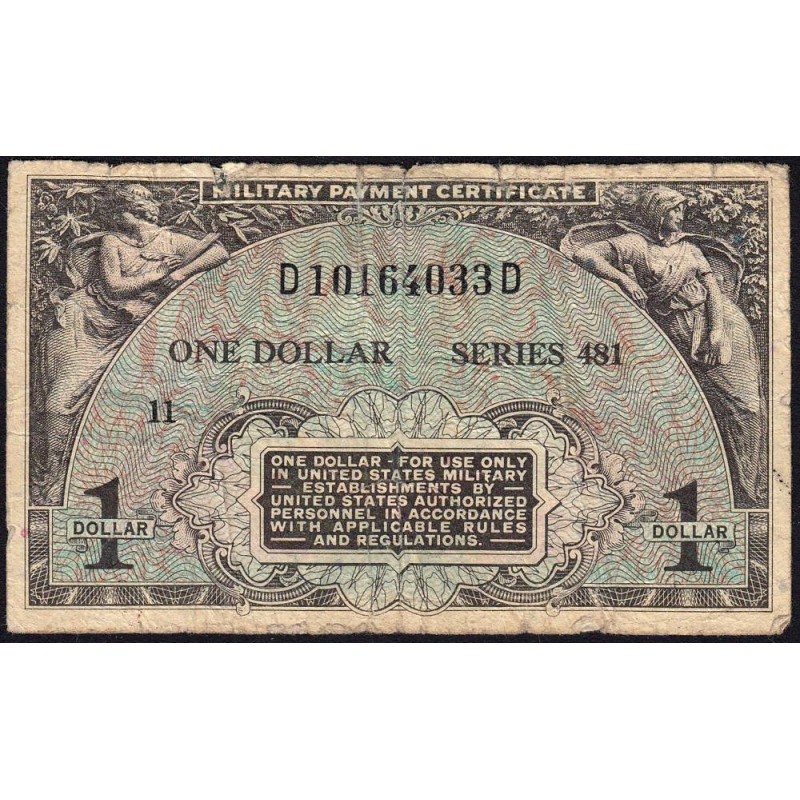 MILITARY PAYMENT CERTIFICATE
D10164033D
ONE DOLLAR SERIES 481
11
ONE DOLLAR - FOR USE ONLY
IN UNITED STATES MILITARY
- ESTABLISHMENTS BY -
UNITED STATES AUTHORIZED
PERSONNEL IN ACCORDANCE
WITH APPLICABLE RULES
- AND REGULATIONS. -
1 DOLLAR
1 DOLLAR